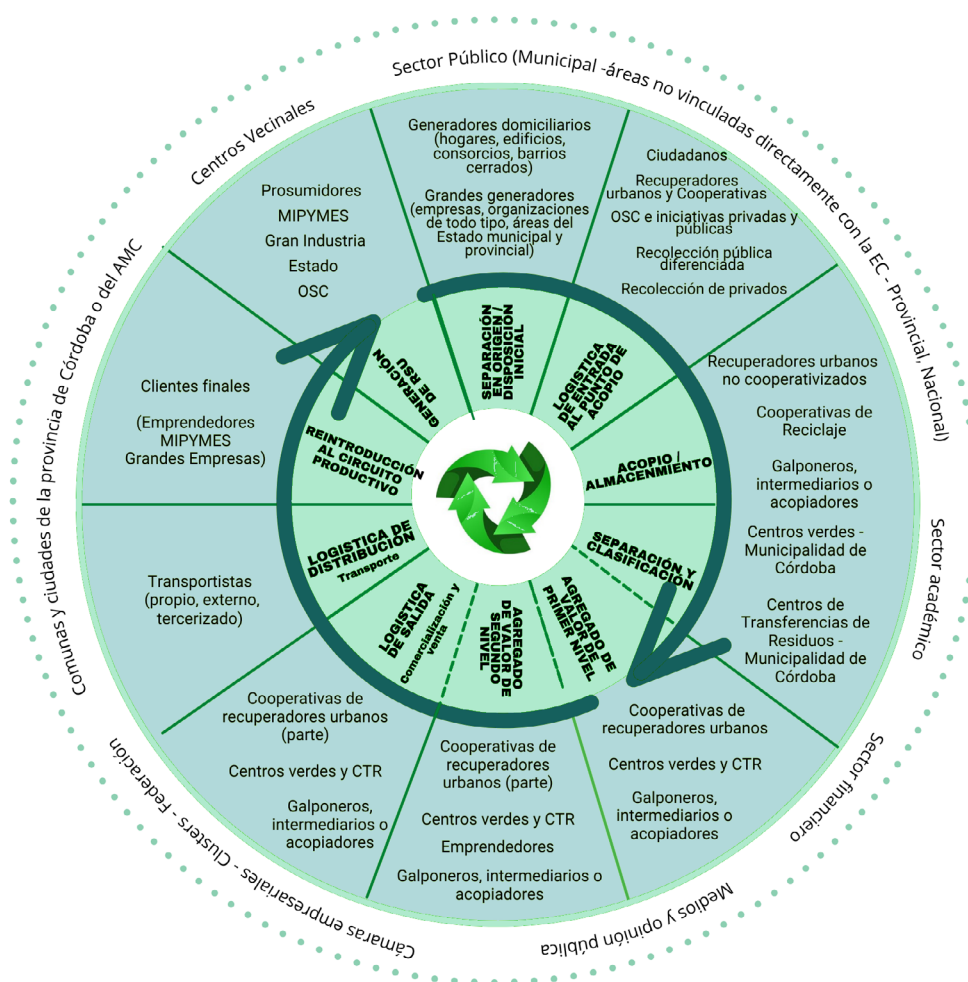 Sector Público (Municipal -áreas no vinculadas directamente con la EC - Provincial, Nacional)
Sector académico
Sector financiero
Medios y opinión pública
Cámaras empresariales - Clusters - Federación
Comunas y ciudades de la provincia de Córdoba o del AMC
Centros Vecinales
Generadores domiciliarios
(hogares, edificios,
consorcios, barrios
cerrados)
Grandes generadores
(empresas, organizaciones
de todo tipo, áreas del
Estado municipal y
provincial)
Ciudadanos
Recuperadores
urbanos y Cooperativas
OSC e iniciativas privadas y
publicas
Recolección pública
diferenciada
Recolección de privados
Recuperadores urbanos
no cooperativizados
Cooperativas de
Reciclaje
Galponeros,
intermediarios o
acopiadores
Centros verdes -
Municipalidad de
Córdoba
Centros de
Transferencias de
Residuos -
Municipalidad de
Córdoba
Cooperativas de
recuperadores urbanos
Centros verdes y CTR
Galponeros,
intermediarios o
acopiadores
Cooperativas de
recuperadores
urbanos (parte)
Centros verdes y CTR
Emprendedores
Galponeros, intermediarios o
acopiadores
Cooperativas de
recuperadores urbanos
(parte)
Centros verdes y CTR
Galponeros,
intermediarios o
acopiadores
Transportistas
(propio, externo,
tercerizado)
Clientes finales
(Emprendedores
MIPYMES
Grandes Empresas)
Prosumidores
MIPYMES
Gran Industria
Estado
OSC
GENERACIÓN
DE RSU
SEPARACIÓN
EN ORIGEN /
DISPOSICIÓN
INICIAL
LOGISTICA
DE ENTRADA
AL PUNTO DE
ACOPIO
ACOPIO /
ALMACENMIENTO
SEPARACIÓN Y
CLASIFICACIÓN
AGREGADO DE
VALOR DE
PRIMER NIVEL
AGREGADO
DE VALOR DE
SEGUNDO
NIVEL
LOGISTICA
DE SALIDA
Comercialización y
venta
LOGISTICA DE
DISTRIBUCIÓN
Transporte
REINTRODUCCIÓN
AL CIRCUITO
PRODUCTIVO